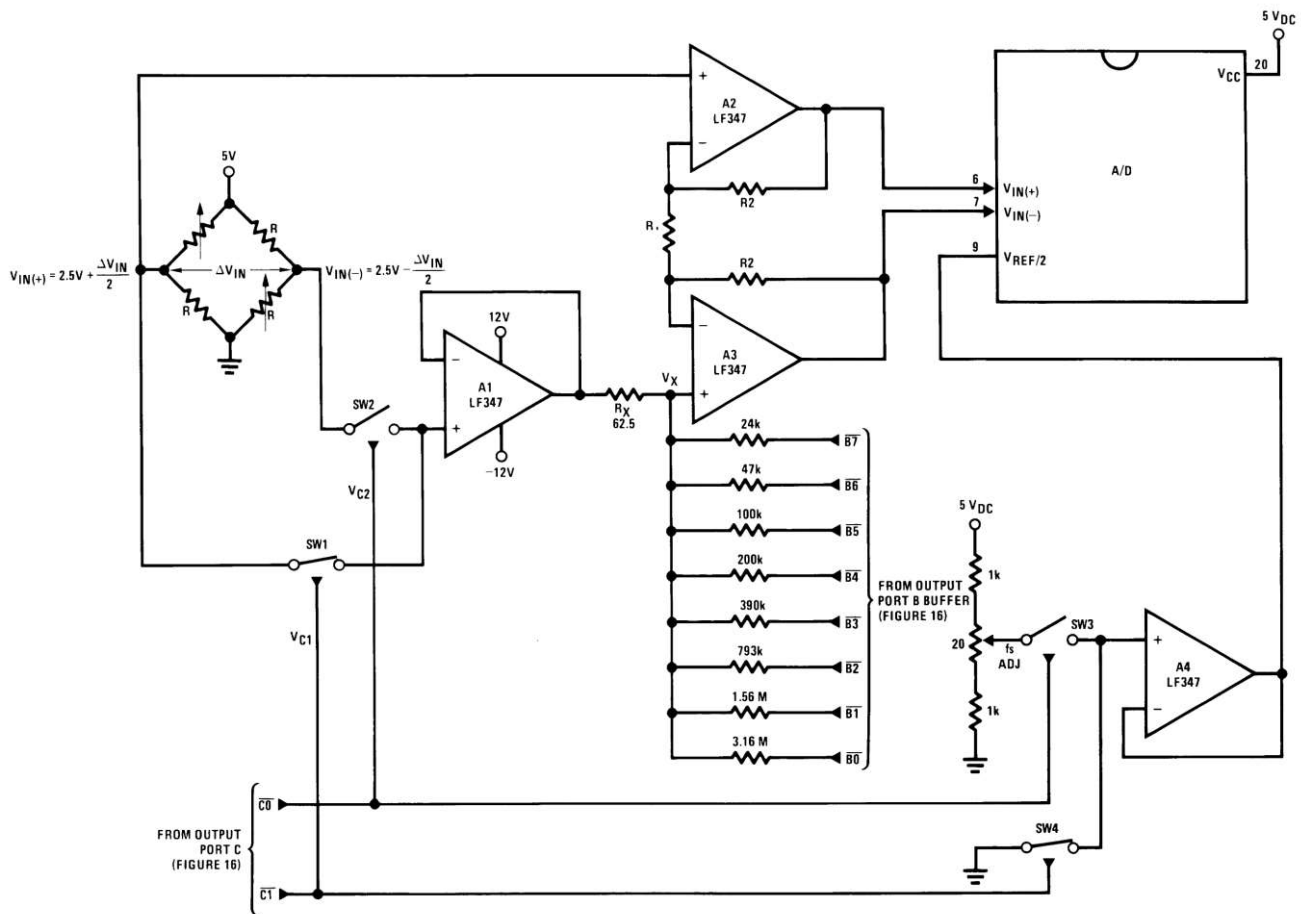 5 VDC
20
VCC
+
A2
LF347
−
A/D
5V
6
VIN(+)
7
VIN(−)
R2
R
R.
VIN(+) = 2.5V + ΔVIN/2
ΔVIN
VIN(−) = 2.5V − ΔVIN/2
9
VREF/2
R2
R
R
12V
−
A3
LF347
+
VX
−
A1
LF347
+
RX
62.5
SW2
−12V
24k
B7
VC2
47k
B6
100k
B5
5 VDC
SW1
200k
B4
FROM OUTPUT
PORT B BUFFER
(FIGURE 16)
1k
390k
B3
VC1
SW3
20
fs
ADJ
+
A4
LF347
−
793k
B2
1.56 M
B1
1k
3.16 M
B0
C0
FROM OUTPUT
PORT C
(FIGURE 16)
SW4
C1